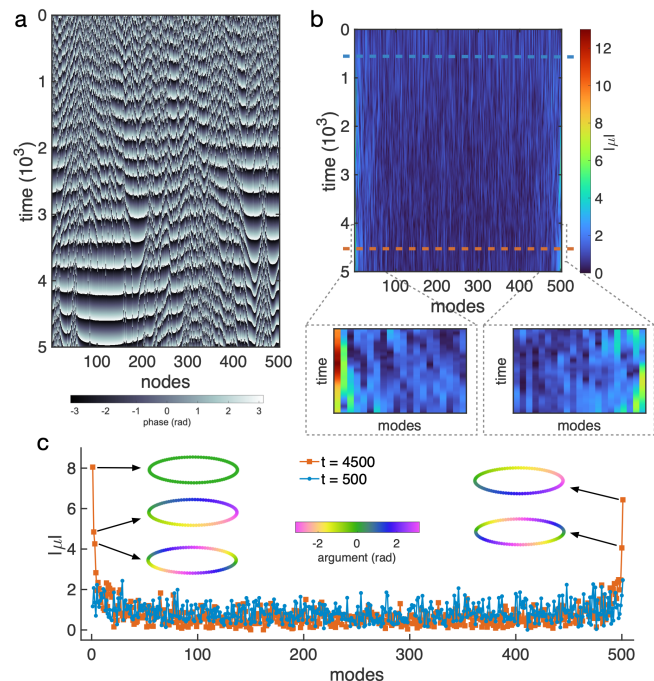 a
0
1
2
3
4
5
time (10³)
100 200 300 400 500
nodes
-3 -2 -1 0 1 2 3
phase (rad)
b
0
1
2
3
4
5
time (10³)
100 200 300 400 500
modes
12
10
8
6
4
2
0
|μ|
time
modes
time
modes
c
t = 4500
t = 500
-2 0 2
argument (rad)
8
6
4
2
0
|μ|
0 100 200 300 400 500
modes